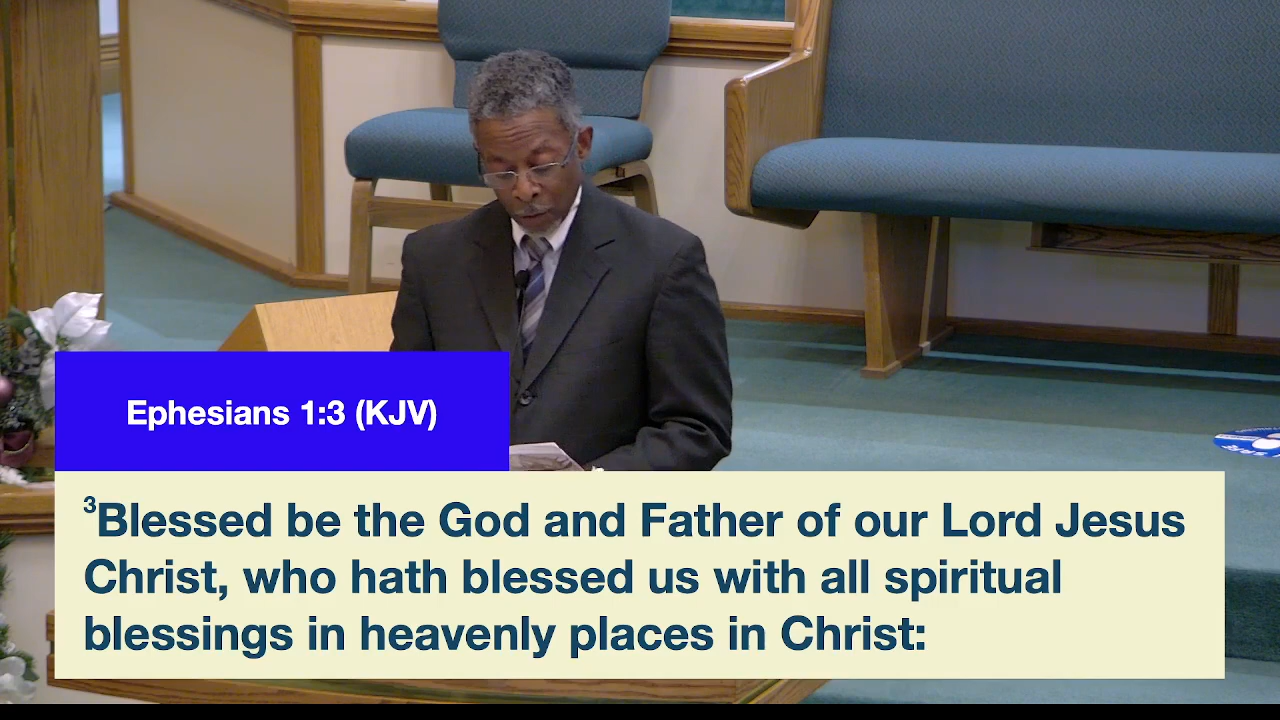 Ephesians 1:3 (KJV)
³Blessed be the God and Father of our Lord Jesus
Christ, who hath blessed us with all spiritual
blessings in heavenly places in Christ: